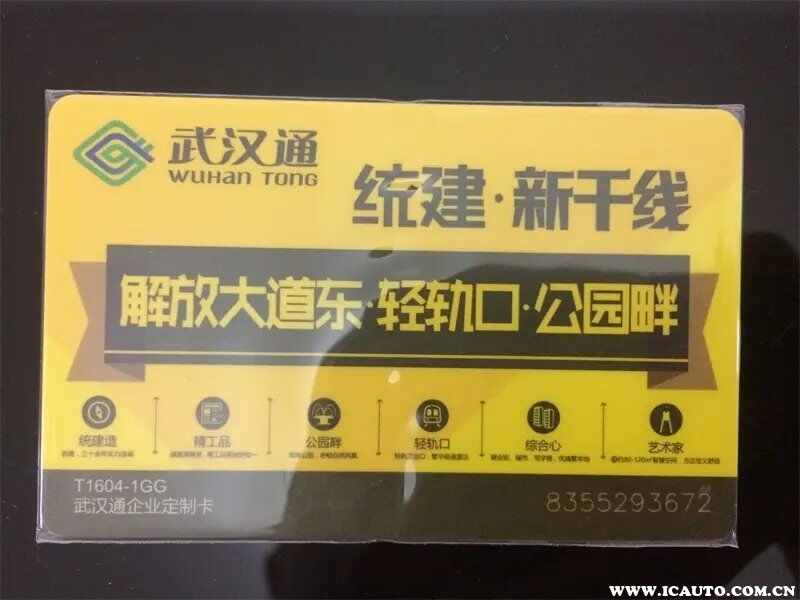 武汉通
WUHAN TONG
统建·新干线
解放大道东·轻轨口·公园畔
统建造
精工品
公园畔
轻轨口
综合心
艺术家
T1604-1GG
武汉通企业定制卡
8355293672
WWW.ICAUTO.COM.CN